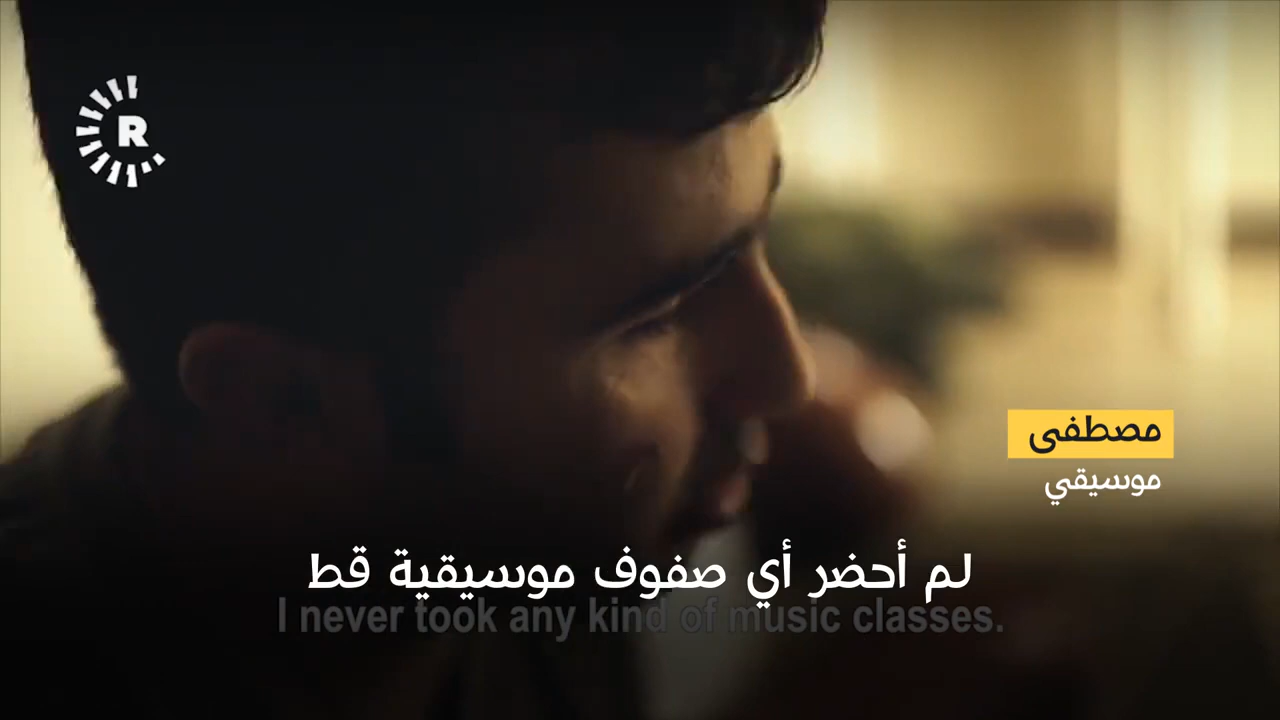 R
مصطفى
موسيقي
لم أحضر أي صفوف موسيقية قط
I never took any kind of music classes.